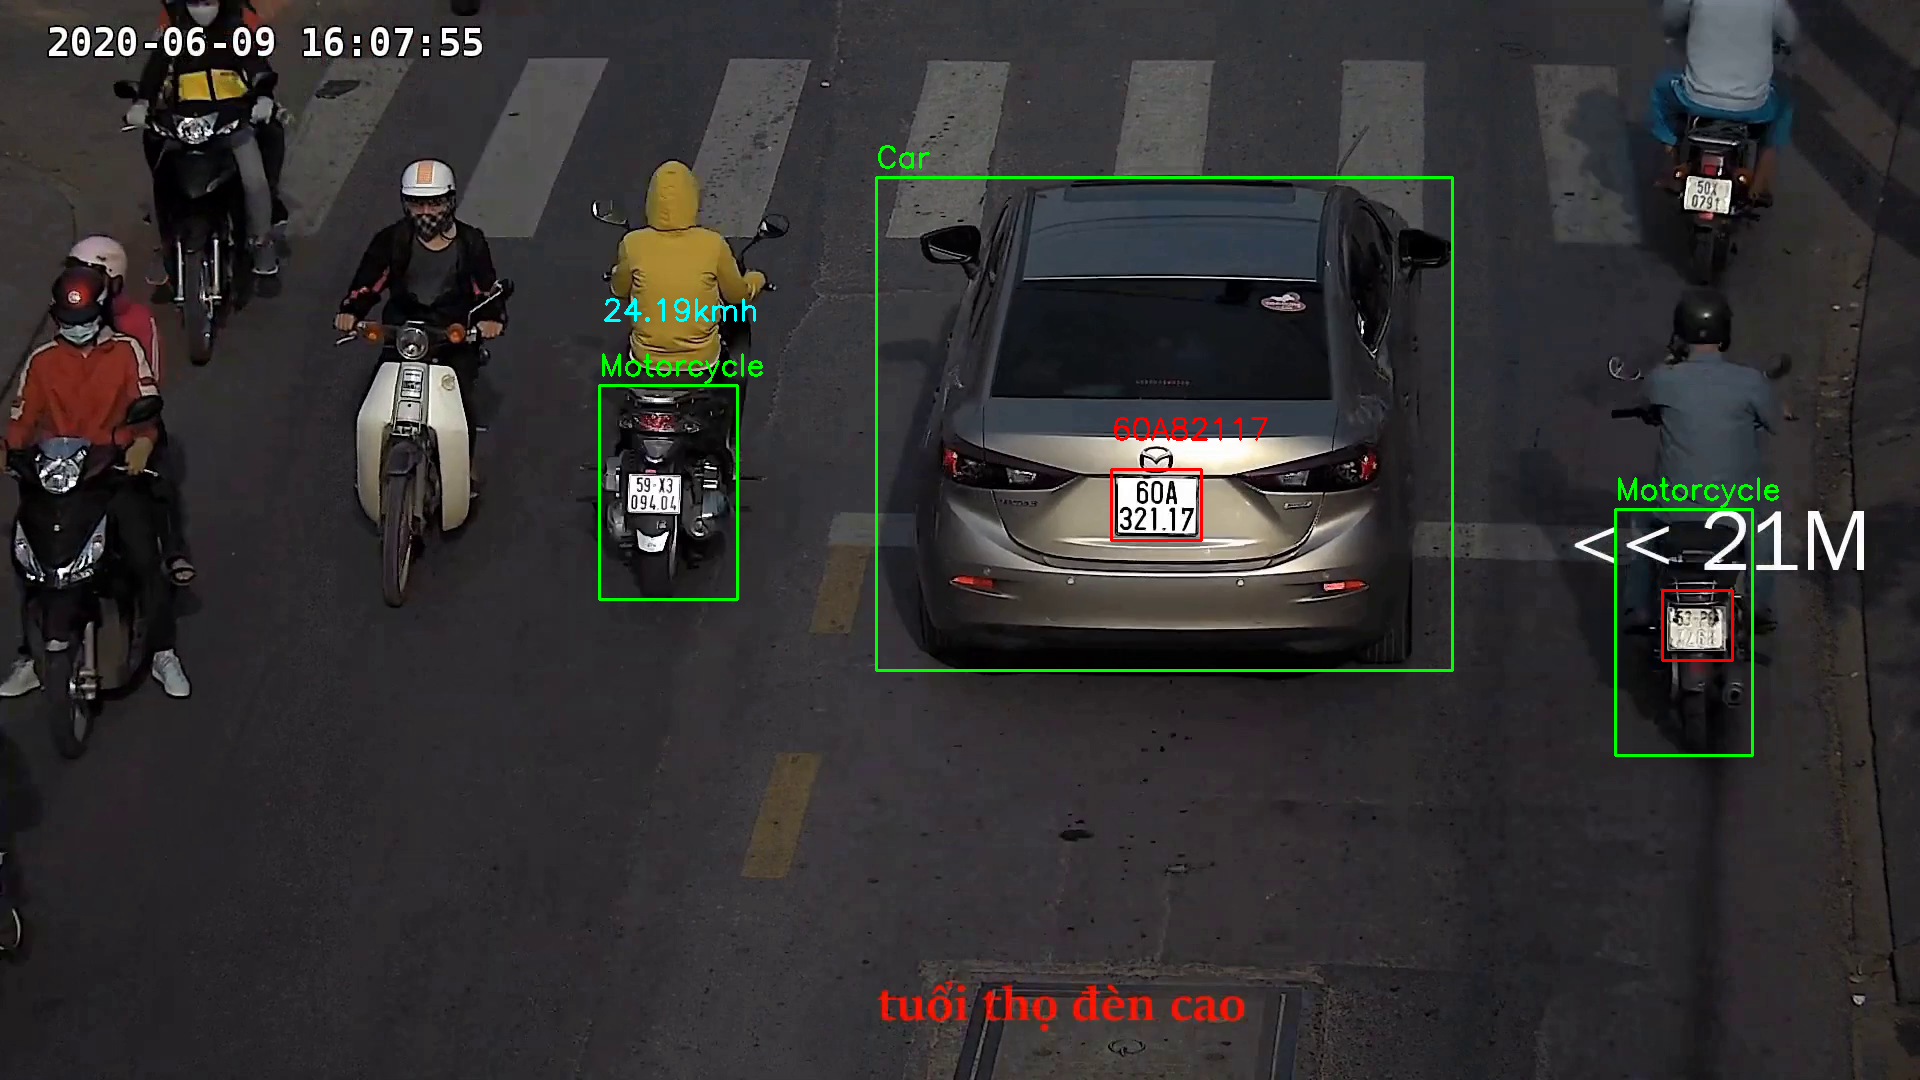 2020-06-09 16:07:55
Car
50X
0791
24.19kmh
Motorcycle
60A82117
59-X3
094.04
60A
321.17
Motorcycle
<< 21M
tuổi thọ đèn cao